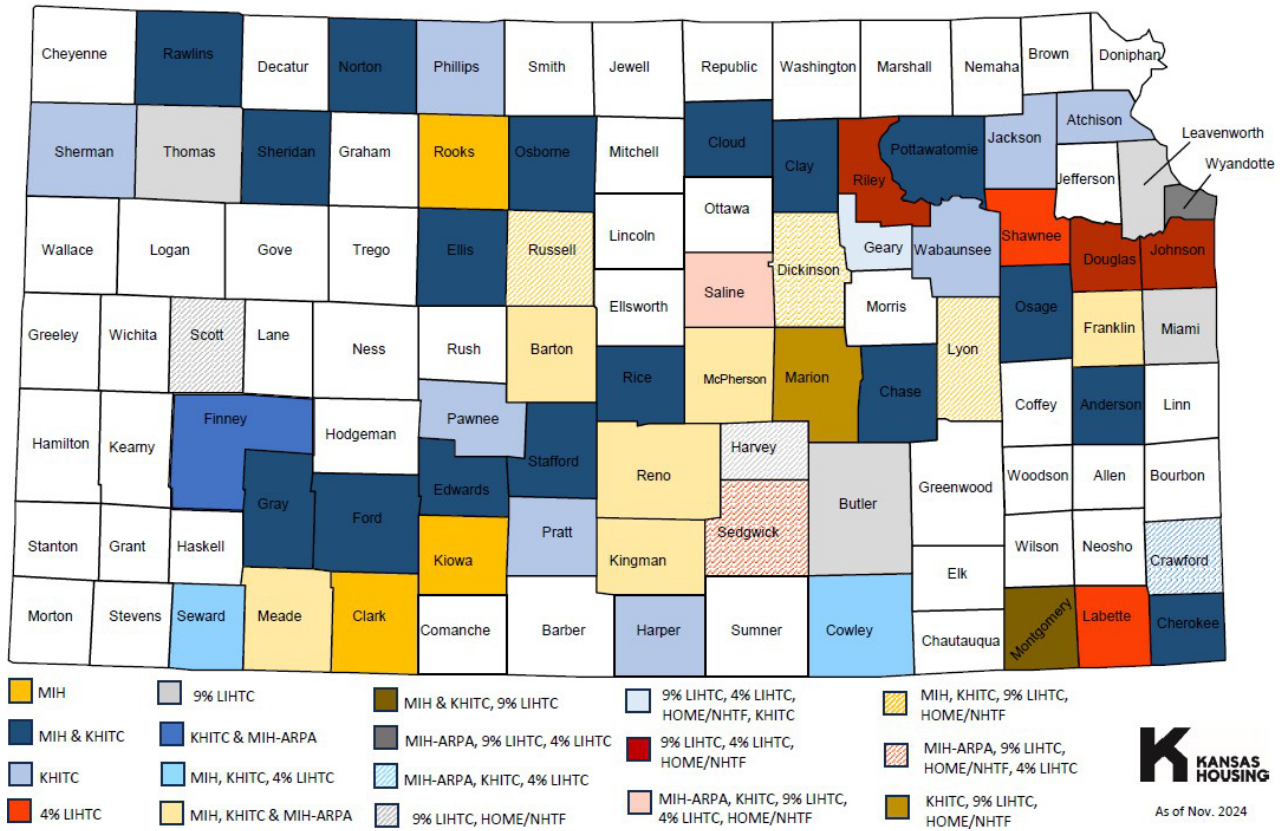 Cheyenne
Rawlins
Decatur
Norton
Phillips
Smith
Jewell
Republic
Washington
Marshall
Nemaha
Brown
Doniphan
Sherman
Thomas
Sheridan
Graham
Rooks
Osborne
Mitchell
Cloud
Clay
Riley
Pottawatomie
Jackson
Atchison
Leavenworth
Wyandotte
Jefferson
Ottawa
Wallace
Logan
Gove
Trego
Ellis
Russell
Lincoln
Saline
Dickinson
Geary
Wabaunsee
Shawnee
Douglas
Johnson
Ellsworth
Morris
Osage
Greeley
Wichita
Scott
Lane
Ness
Rush
Barton
Rice
McPherson
Marion
Chase
Lyon
Franklin
Miami
Hamilton
Kearny
Finney
Hodgeman
Pawnee
Stafford
Coffey
Anderson
Linn
Gray
Ford
Edwards
Reno
Harvey
Butler
Greenwood
Woodson
Allen
Bourbon
Stanton
Grant
Haskell
Kiowa
Pratt
Kingman
Sedgwick
Elk
Wilson
Neosho
Crawford
Morton
Stevens
Seward
Meade
Clark
Comanche
Barber
Harper
Sumner
Cowley
Chautauqua
Montgomery
Labette
Cherokee
MIH
MIH & KHITC
KHITC
4% LIHTC
9% LIHTC
KHITC & MIH-ARPA
MIH, KHITC, 4% LIHTC
MIH, KHITC & MIH-ARPA
MIH & KHITC, 9% LIHTC
MIH-ARPA, 9% LIHTC, 4% LIHTC
MIH-ARPA, KHITC, 4% LIHTC
9% LIHTC, HOME/NHTF
9% LIHTC, 4% LIHTC,
HOME/NHTF, KHITC
9% LIHTC, 4% LIHTC,
HOME/NHTF
MIH-ARPA, KHITC, 9% LIHTC,
4% LIHTC, HOME/NHTF
MIH, KHITC, 9% LIHTC,
HOME/NHTF
MIH-ARPA, 9% LIHTC,
HOME/NHTF, 4% LIHTC
KHITC, 9% LIHTC,
HOME/NHTF
K KANSAS
HOUSING
As of Nov. 2024